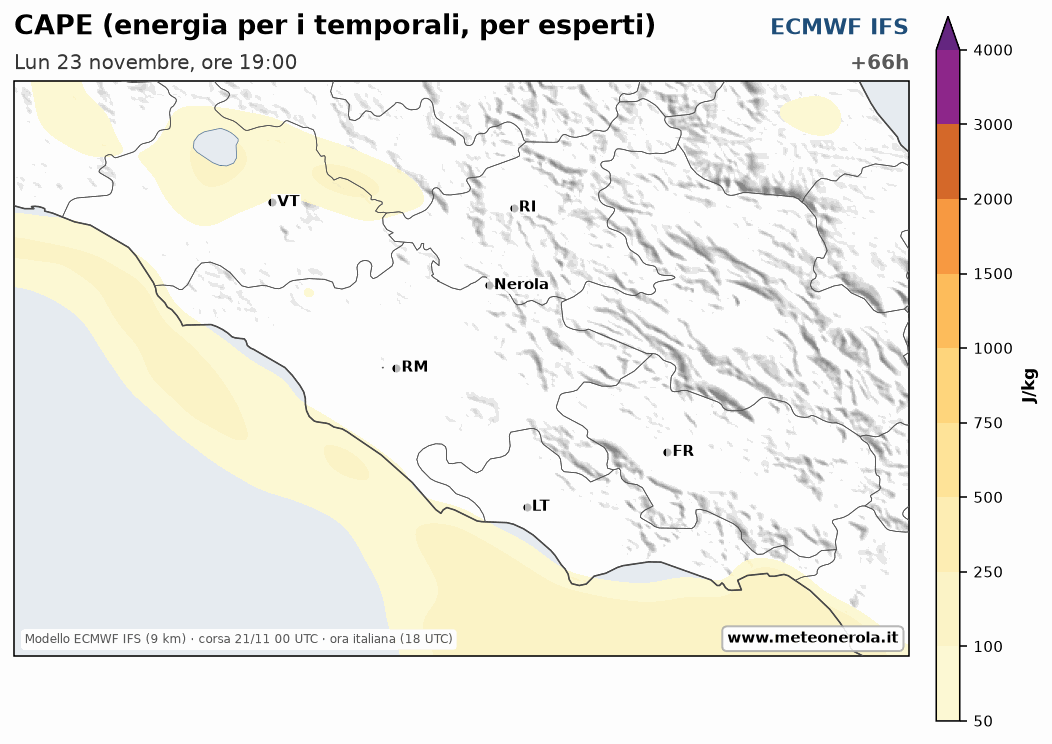 CAPE (energia per i temporali, per esperti)
ECMWF IFS
Lun 23 novembre, ore 19:00
+66h
VT
RI
Nerola
RM
FR
LT
Modello ECMWF IFS (9 km) · corsa 21/11 00 UTC · ora italiana (18 UTC)
www.meteonerola.it
4000
3000
2000
1500
1000
750
500
250
100
50
J/kg